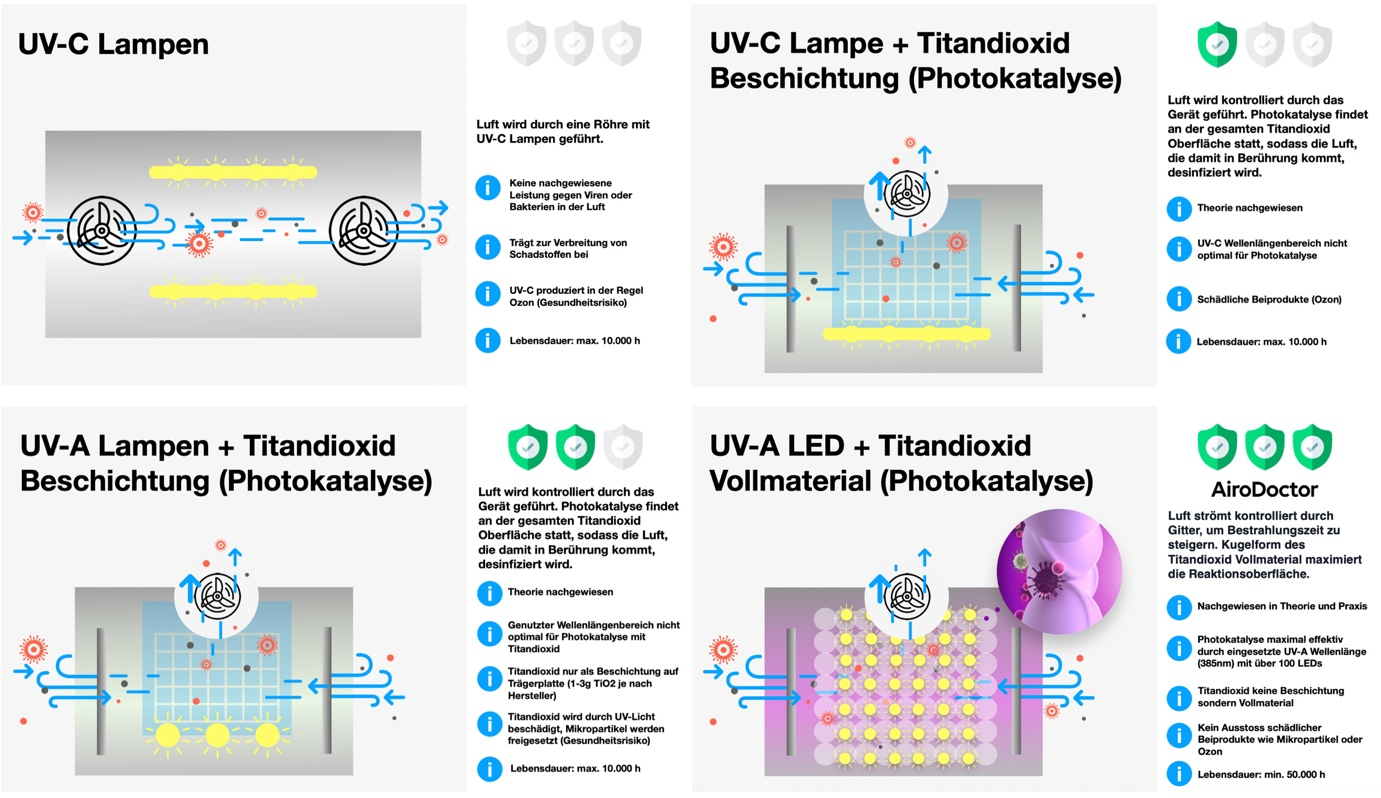 UV-C Lampen
Luft wird durch eine Röhre mit
UV-C Lampen geführt.
Keine nachgewiesene
Leistung gegen Viren oder
Bakterien in der Luft
Trägt zur Verbreitung von
Schadstoffen bei
UV-C produziert in der Regel
Ozon (Gesundheitsrisiko)
Lebensdauer: max. 10.000 h
UV-C Lampe + Titandioxid
Beschichtung (Photokatalyse)
Luft wird kontrolliert durch das
Gerät geführt. Photokatalyse findet
an der gesamten Titandioxid
Oberfläche statt, sodass die Luft,
die damit in Berührung kommt,
desinfiziert wird.
Theorie nachgewiesen
UV-C Wellenlängenbereich nicht
optimal für Photokatalyse
Schädliche Beiprodukte (Ozon)
Lebensdauer: max. 10.000 h
UV-A Lampen + Titandioxid
Beschichtung (Photokatalyse)
Luft wird kontrolliert durch das
Gerät geführt. Photokatalyse findet
an der gesamten Titandioxid
Oberfläche statt, sodass die Luft,
die damit in Berührung kommt,
desinfiziert wird.
Theorie nachgewiesen
Genutzter Wellenlängenbereich nicht
optimal für Photokatalyse mit
Titandioxid
Titandioxid nur als Beschichtung auf
Trägerplatte (1-3g TiO2 je nach
Hersteller)
Titandioxid wird durch UV-Licht
beschädigt, Mikropartikel werden
freigesetzt (Gesundheitsrisiko)
Lebensdauer: max. 10.000 h
UV-A LED + Titandioxid
Vollmaterial (Photokatalyse)
AiroDoctor
Luft strömt kontrolliert durch
Gitter, um Bestrahlungszeit zu
steigern. Kugelform des
Titandioxid Vollmaterial maximiert
die Reaktionsoberfläche.
Nachgewiesen in Theorie und Praxis
Photokatalyse maximal effektiv
durch eingesetzte UV-A Wellenlänge
(385nm) mit über 100 LEDs
Titandioxid keine Beschichtung
sondern Vollmaterial
Kein Ausstoss schädlicher
Beiprodukte wie Mikropartikel oder
Ozon
Lebensdauer: min. 50.000 h